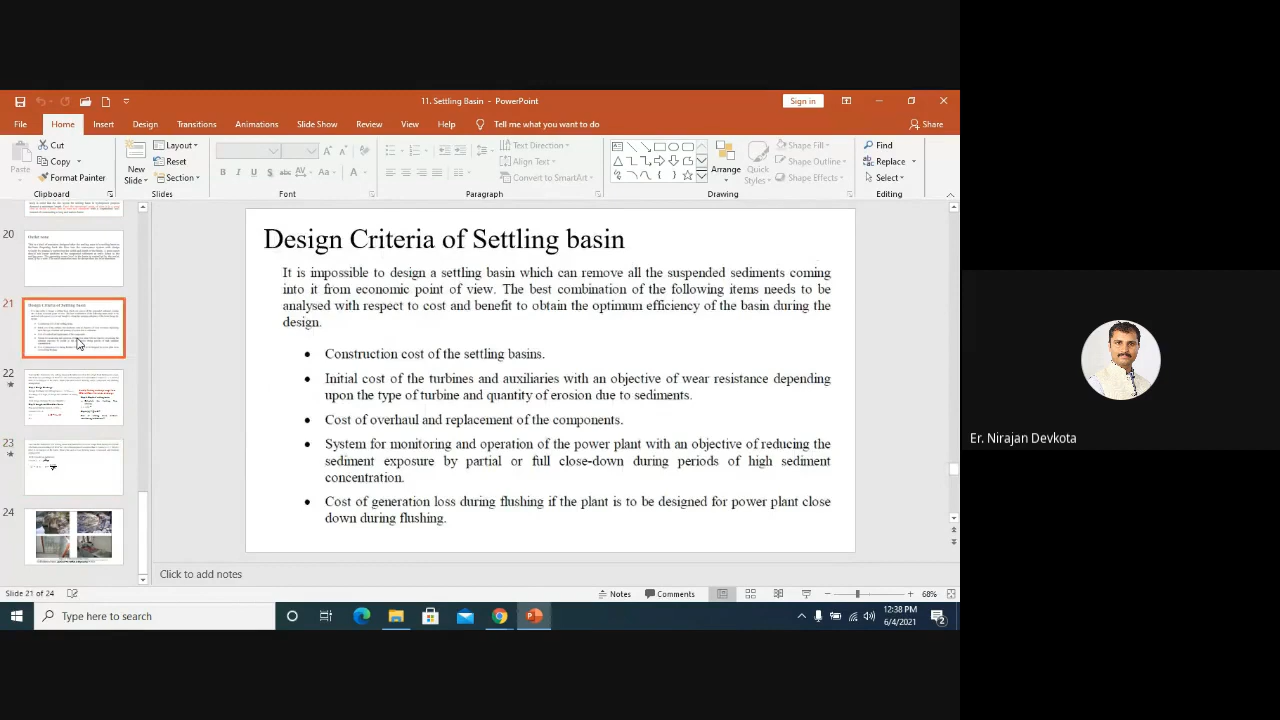 11. Settling Basin - PowerPoint
Sign in
File Home Insert Design Transitions Animations Slide Show Review View Help Tell me what you want to do Share
Paste
Cut
Copy
Format Painter
Clipboard
New Slide
Layout
Reset
Section
Slides
B I U S abc AV Aa A
Font
Paragraph
Text Direction
Align Text
Convert to SmartArt
Arrange
Quick Styles
Shape Fill
Shape Outline
Shape Effects
Drawing
Find
Replace
Select
Editing
20
21
22
23
24
Design Criteria of Settling basin
It is impossible to design a settling basin which can remove all the suspended sediments coming
into it from economic point of view. The best combination of the following items needs to be
analysed with respect to cost and benefit to obtain the optimum efficiency of them during the
design.
• Construction cost of the settling basins.
• Initial cost of the turbines and auxiliaries with an objective of wear resistance depending
upon the type of turbine and quantity of erosion due to sediments.
• Cost of overhaul and replacement of the components.
• System for monitoring and operation of the power plant with an objective of reducing the
sediment exposure by partial or full close-down during periods of high sediment
concentration.
• Cost of generation loss during flushing if the plant is to be designed for power plant close
down during flushing.
Click to add notes
Slide 21 of 24
Notes Comments 68%
Type here to search
12:38 PM
6/4/2021
2
Er. Nirajan Devkota